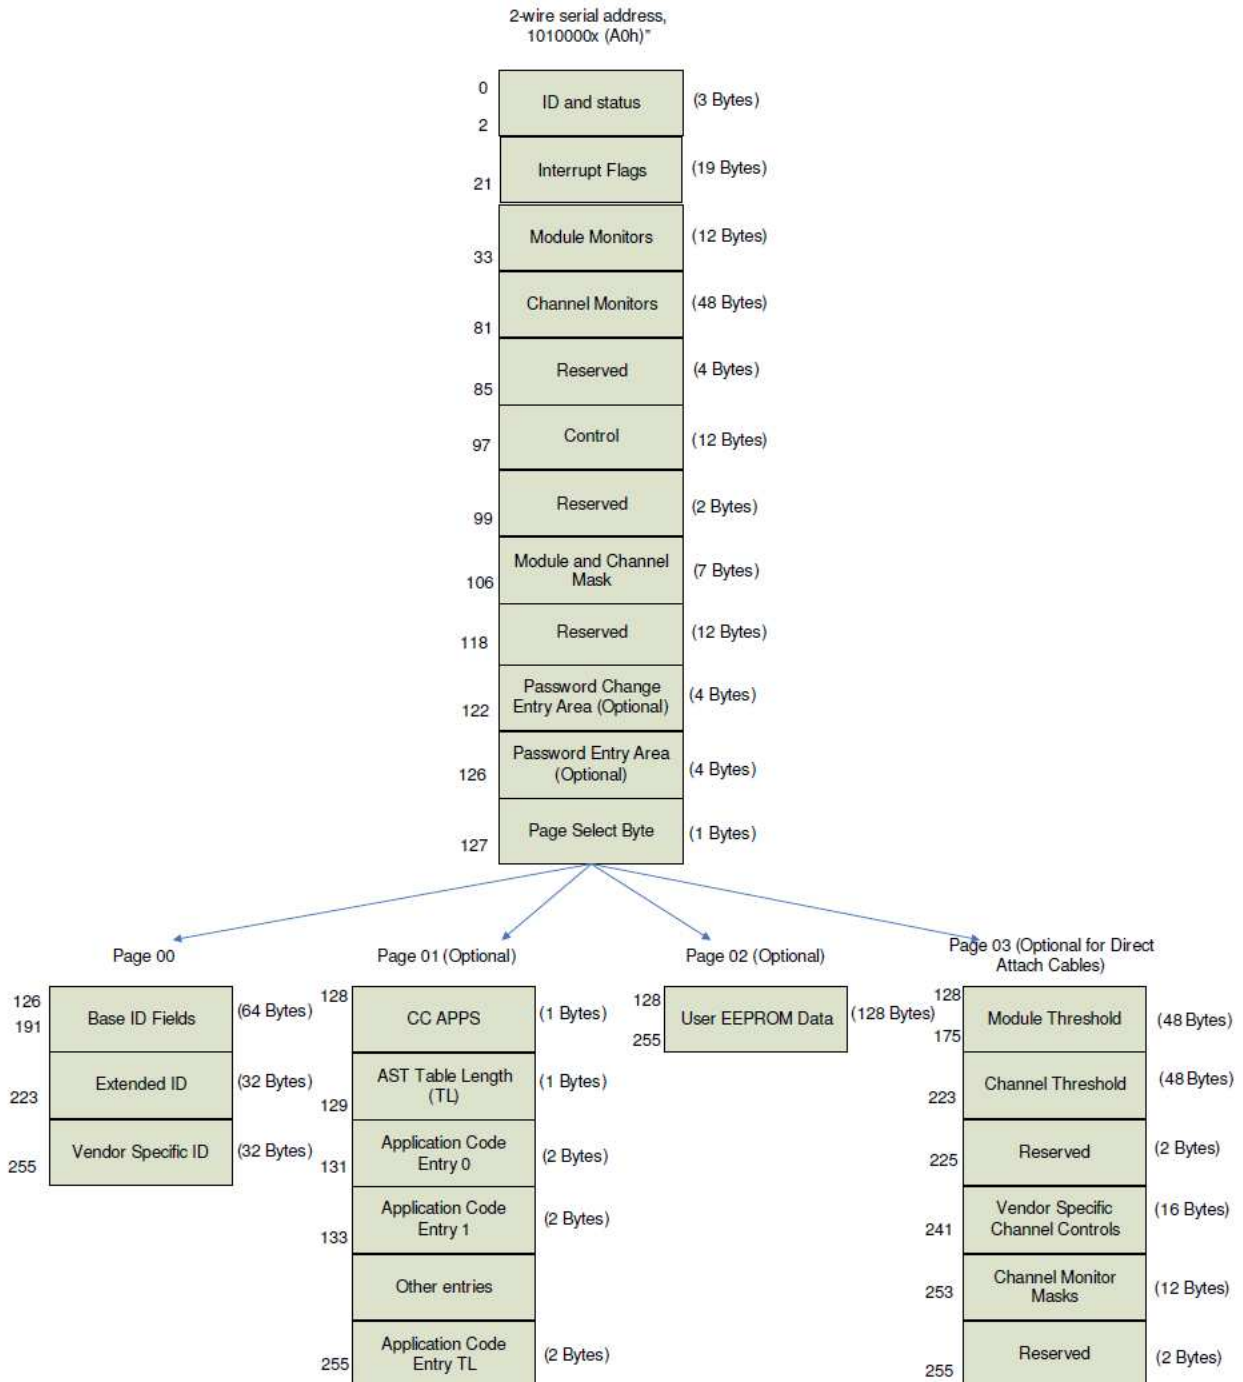 2-wire serial address,
1010000x (A0h)"
0
ID and status
(3 Bytes)
2
Interrupt Flags
(19 Bytes)
21
Module Monitors
(12 Bytes)
33
Channel Monitors
(48 Bytes)
81
Reserved
(4 Bytes)
85
Control
(12 Bytes)
97
Reserved
(2 Bytes)
99
Module and Channel
Mask
(7 Bytes)
106
Reserved
(12 Bytes)
118
Password Change
Entry Area (Optional)
(4 Bytes)
122
Password Entry Area
(Optional)
(4 Bytes)
126
Page Select Byte
(1 Bytes)
127
Page 00
126
191
Base ID Fields
(64 Bytes)
Extended ID
(32 Bytes)
223
Vendor Specific ID
(32 Bytes)
255
Page 01 (Optional)
128
CC APPS
(1 Bytes)
AST Table Length
(TL)
(1 Bytes)
129
Application Code
Entry 0
(2 Bytes)
131
Application Code
Entry 1
(2 Bytes)
133
Other entries
Application Code
Entry TL
(2 Bytes)
255
Page 02 (Optional)
128
User EEPROM Data
(128 Bytes)
255
Page 03 (Optional for Direct
Attach Cables)
128
Module Threshold
(48 Bytes)
175
Channel Threshold
(48 Bytes)
223
Reserved
(2 Bytes)
225
Vendor Specific
Channel Controls
(16 Bytes)
241
Channel Monitor
Masks
(12 Bytes)
253
Reserved
(2 Bytes)
255